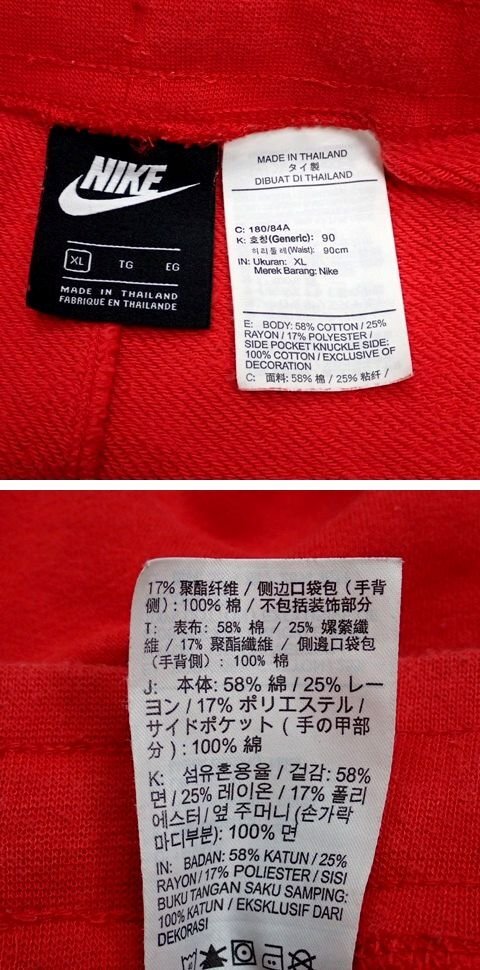 NIKE
XL TG EG
MADE IN THAILAND
FABRIQUE EN THAILANDE
MADE IN THAILAND
タイ製
DIBUAT DI THAILAND
C: 180/84A
K: 호칭(Generic): 90
허리둘레(Waist): 90cm
IN: Ukuran: XL
Merek Barang: Nike
E: BODY: 58% COTTON / 25%
RAYON / 17% POLYESTER /
SIDE POCKET KNUCKLE SIDE:
100% COTTON / EXCLUSIVE OF
DECORATION
C: 面料: 58% 棉 / 25% 粘纤 /
17% 聚酯纤维 / 侧边口袋包（手背
侧）: 100% 棉 / 不包括装饰部分
T: 表布: 58% 棉 / 25% 嫘縈纖
維 / 17% 聚酯纖維 / 側邊口袋包
（手背側）: 100% 棉
J: 本体: 58% 綿 / 25% レー
ヨン / 17% ポリエステル /
サイドポケット ( 手の甲部
分 ) : 100% 綿
K: 섬유혼용율 / 겉감: 58%
면 / 25% 레이온 / 17% 폴리
에스터 / 옆 주머니 (손가락
마디부분): 100% 면
IN: BADAN: 58% KATUN / 25%
RAYON / 17% POLIESTER / SISI
BUKU TANGAN SAKU SAMPING:
100% KATUN / EKSKLUSIF DARI
DEKORASI